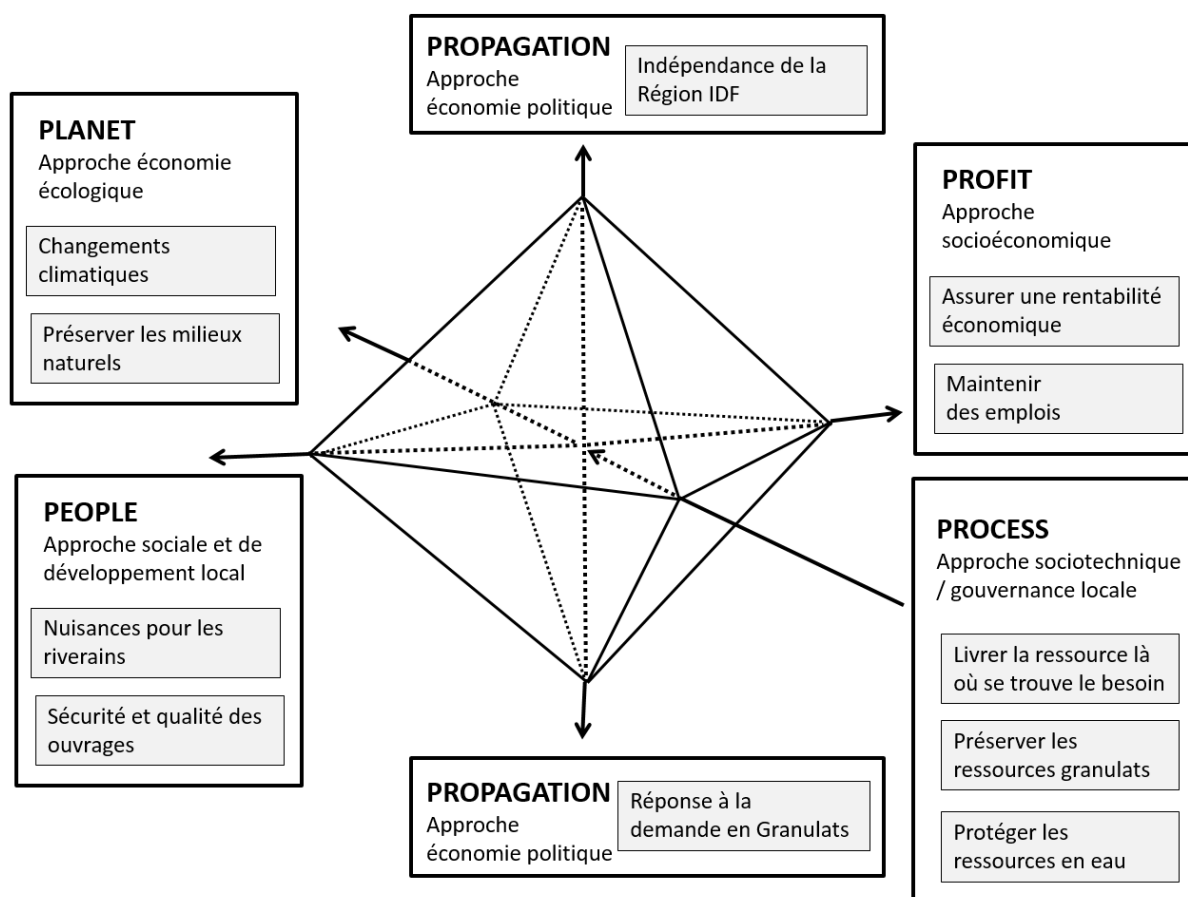 PROPAGATION
Approche
économie politique
Indépendance de la
Région IDF
PLANET
Approche économie
écologique
Changements
climatiques
Préserver les milieux
naturels
PROFIT
Approche
socioéconomique
Assurer une rentabilité
économique
Maintenir
des emplois
PEOPLE
Approche sociale et de
développement local
Nuisances pour les
riverains
Sécurité et qualité des
ouvrages
PROCESS
Approche sociotechnique
/ gouvernance locale
Livrer la ressource là
où se trouve le besoin
Préserver les
ressources granulats
Protéger les
ressources en eau
PROPAGATION
Approche
économie politique
Réponse à la
demande en Granulats